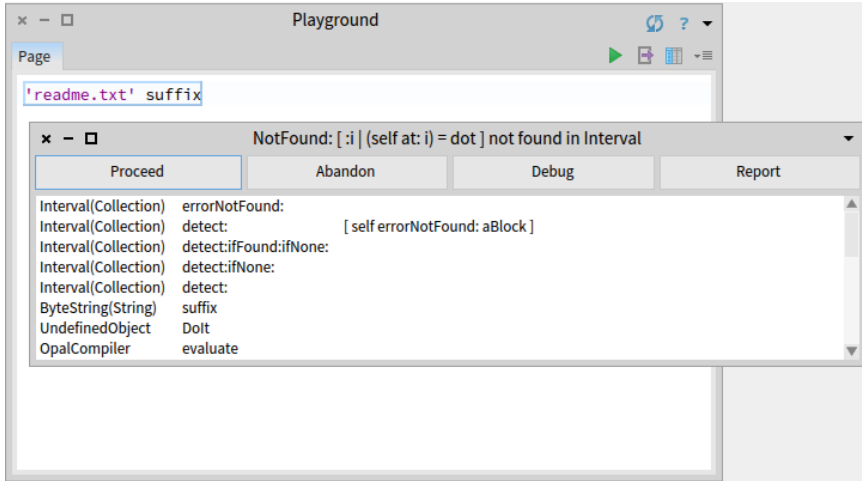 Playground
?
Page
'readme.txt' suffix
NotFound: [ :i | (self at: i) = dot ] not found in Interval
Proceed Abandon Debug Report
Interval(Collection) errorNotFound:
Interval(Collection) detect: [ self errorNotFound: aBlock ]
Interval(Collection) detect:ifFound:ifNone:
Interval(Collection) detect:ifNone:
Interval(Collection) detect:
ByteString(String) suffix
UndefinedObject DoIt
OpalCompiler evaluate